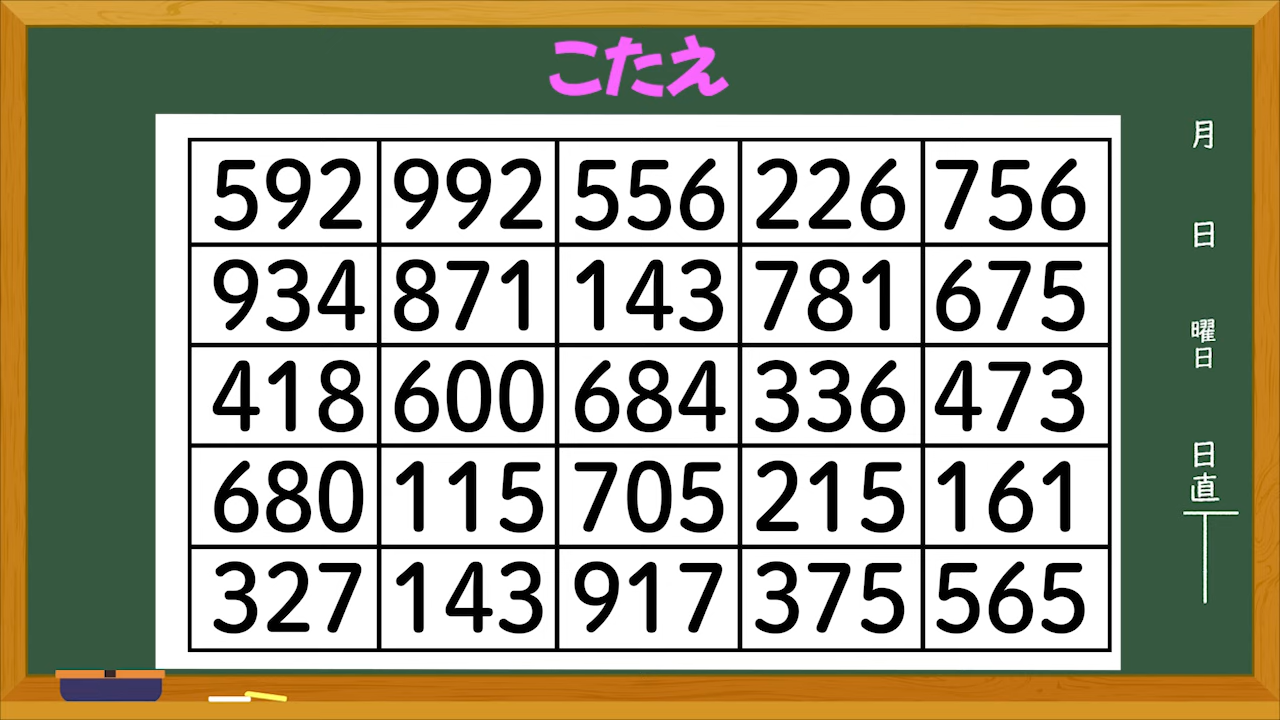 こたえ
592 992 556 226 756
934 871 143 781 675
418 600 684 336 473
680 115 705 215 161
327 143 917 375 565
月
日
曜日
日直